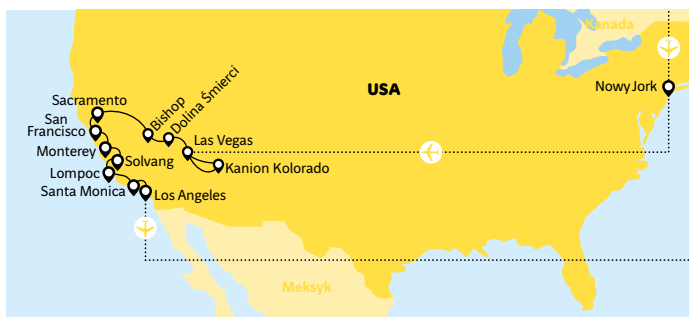 Kanada
USA
Nowy Jork
Sacramento
Bishop
Dolina Śmierci
San
Francisco
Las Vegas
Monterey
Solvang
Kanion Kolorado
Lompoc
Santa Monica
Los Angeles
Meksyk